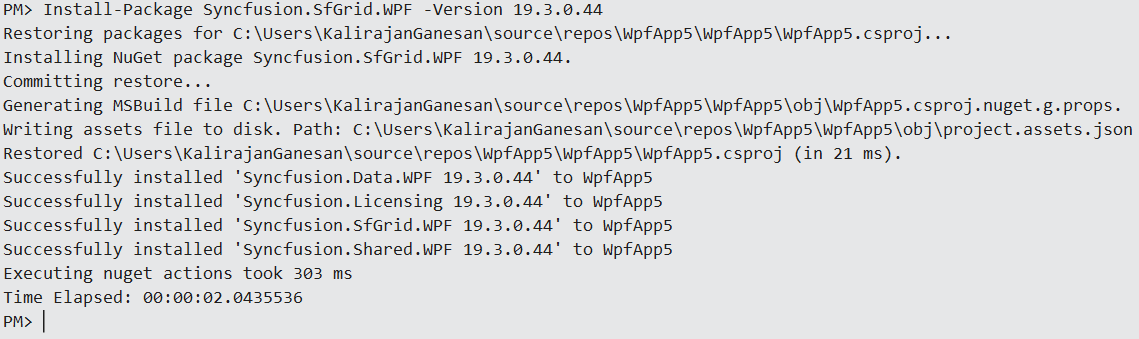 PM> Install-Package Syncfusion.SfGrid.WPF -Version 19.3.0.44
Restoring packages for C:\Users\KalirajanGanesan\source\repos\WpfApp5\WpfApp5\WpfApp5.csproj...
Installing NuGet package Syncfusion.SfGrid.WPF 19.3.0.44.
Committing restore...
Generating MSBuild file C:\Users\KalirajanGanesan\source\repos\WpfApp5\WpfApp5\obj\WpfApp5.csproj.nuget.g.props.
Writing assets file to disk. Path: C:\Users\KalirajanGanesan\source\repos\WpfApp5\WpfApp5\obj\project.assets.json
Restored C:\Users\KalirajanGanesan\source\repos\WpfApp5\WpfApp5\WpfApp5.csproj (in 21 ms).
Successfully installed 'Syncfusion.Data.WPF 19.3.0.44' to WpfApp5
Successfully installed 'Syncfusion.Licensing 19.3.0.44' to WpfApp5
Successfully installed 'Syncfusion.SfGrid.WPF 19.3.0.44' to WpfApp5
Successfully installed 'Syncfusion.Shared.WPF 19.3.0.44' to WpfApp5
Executing nuget actions took 303 ms
Time Elapsed: 00:00:02.0435536
PM>